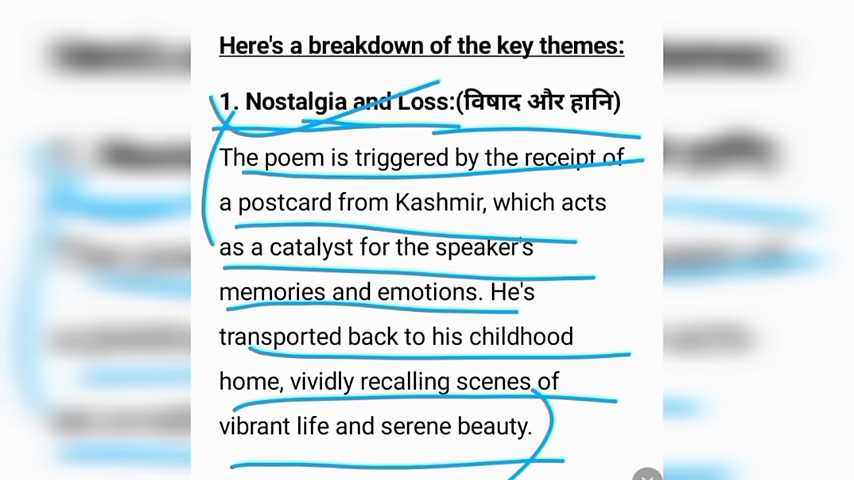 Here's a breakdown of the key themes:
1. Nostalgia and Loss:(विषाद और हानि)
The poem is triggered by the receipt of
a postcard from Kashmir, which acts
as a catalyst for the speaker's
memories and emotions. He's
transported back to his childhood
home, vividly recalling scenes of
vibrant life and serene beauty.